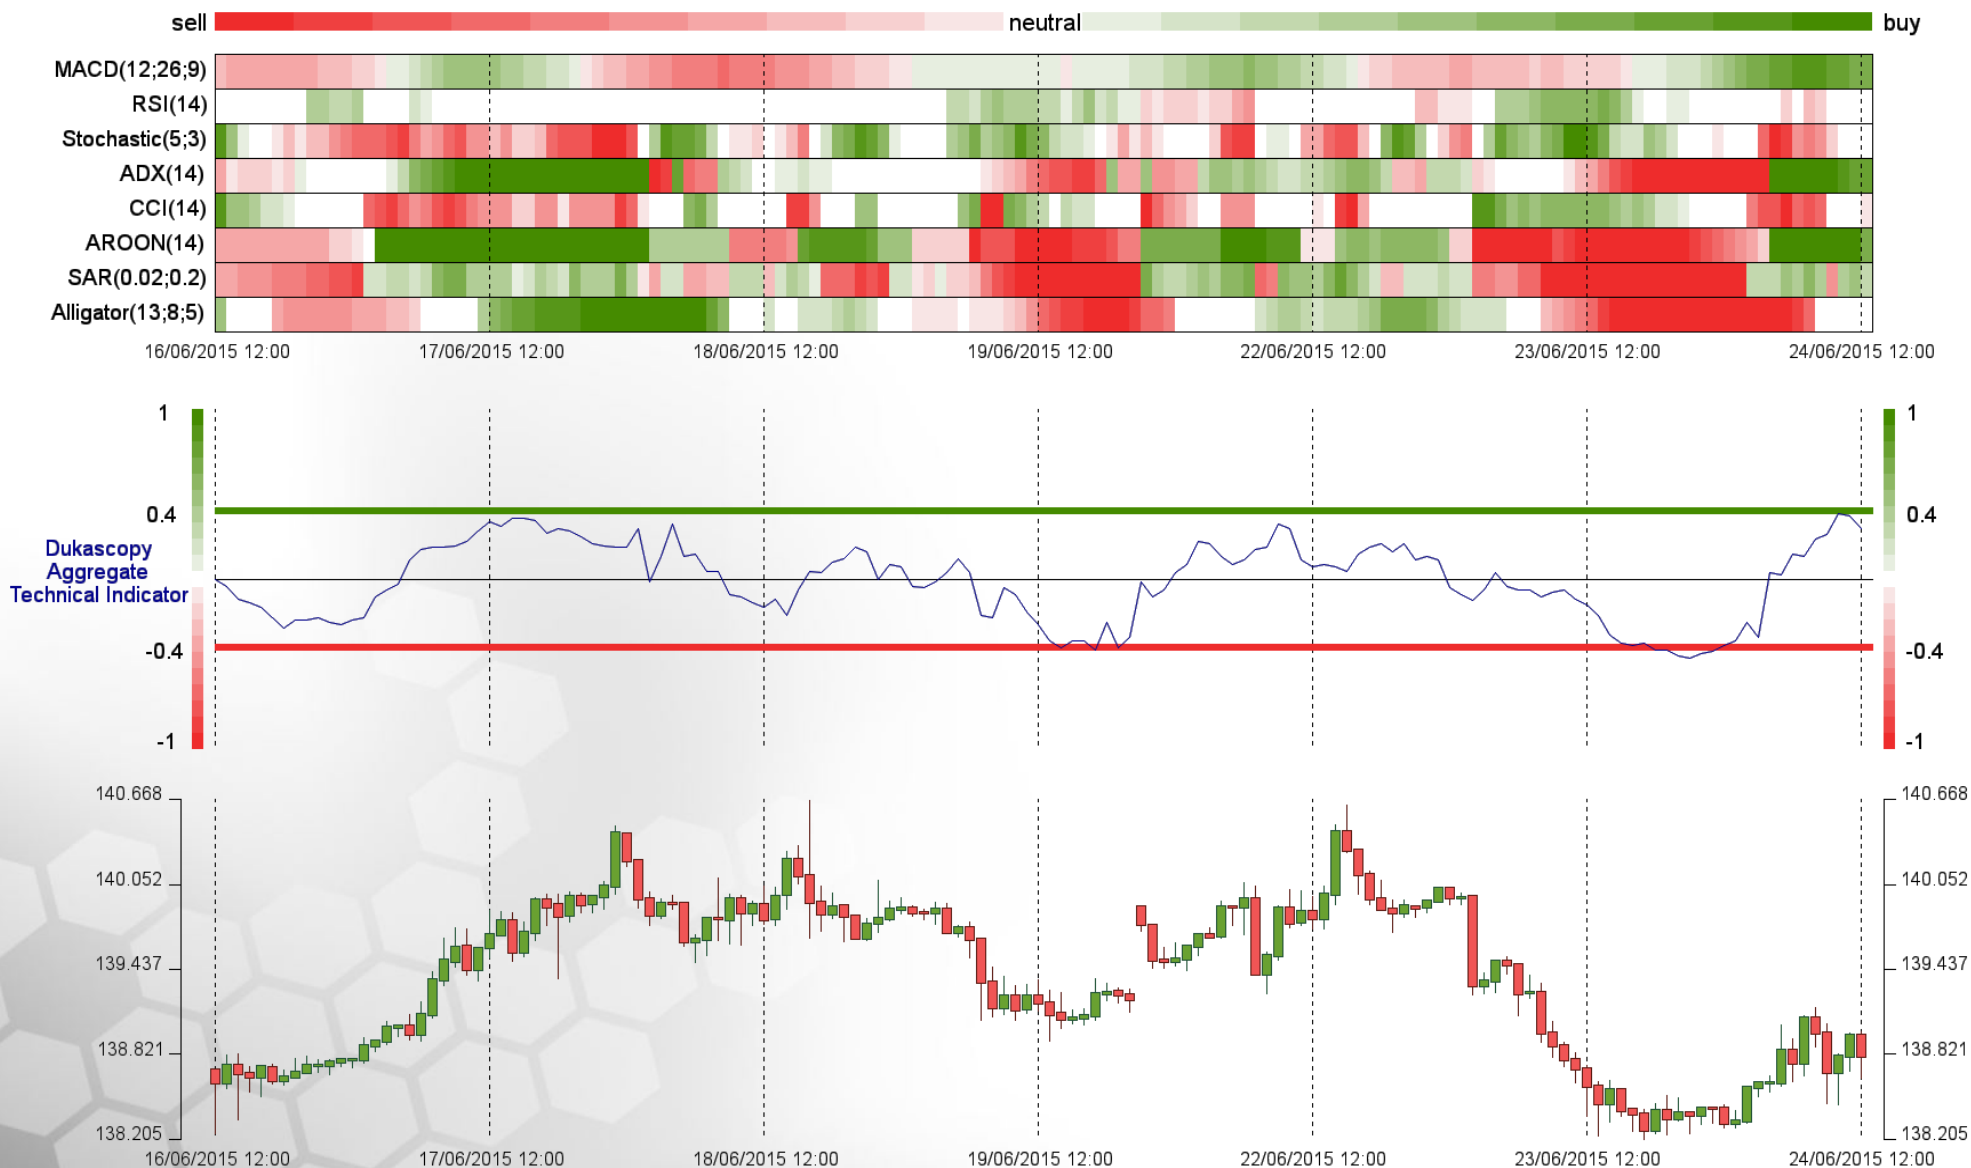 sell neutral buy
MACD(12;26;9)
RSI(14)
Stochastic(5;3)
ADX(14)
CCI(14)
AROON(14)
SAR(0.02;0.2)
Alligator(13;8;5)
16/06/2015 12:00 17/06/2015 12:00 18/06/2015 12:00 19/06/2015 12:00 22/06/2015 12:00 23/06/2015 12:00 24/06/2015 12:00
1 1
0.4 0.4
Dukascopy
Aggregate
Technical Indicator
-0.4 -0.4
-1 -1
140.668 140.668
140.052 140.052
139.437 139.437
138.821 138.821
138.205 138.205
16/06/2015 12:00 17/06/2015 12:00 18/06/2015 12:00 19/06/2015 12:00 22/06/2015 12:00 23/06/2015 12:00 24/06/2015 12:00